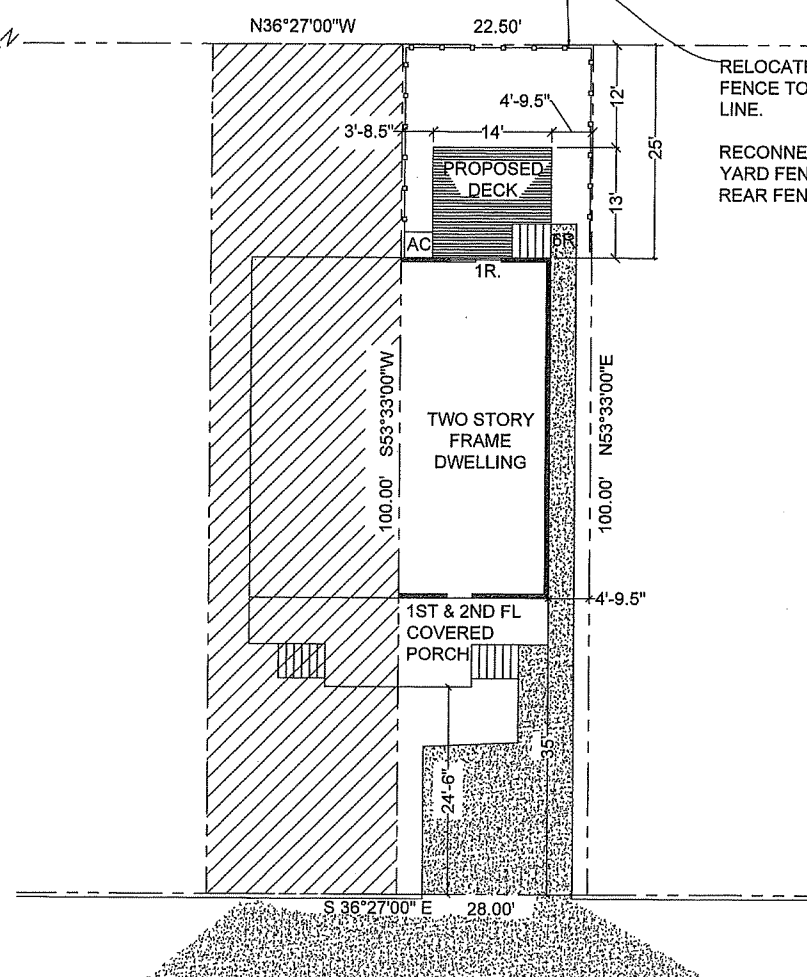 N36°27'00"W
22.50'
RELOCATE
FENCE TO
LINE.
4'-9.5"
12'
3'-8.5"
14'
25'
RECONNE
YARD FEN
REAR FEN
PROPOSED
DECK
13'
AC
6R
1R.
S53°33'00"W
100.00'
N53°33'00"E
100.00'
TWO STORY
FRAME
DWELLING
4'-9.5"
1ST & 2ND FL
COVERED
PORCH
35'
24'-6"
S 36°27'00" E
28.00'